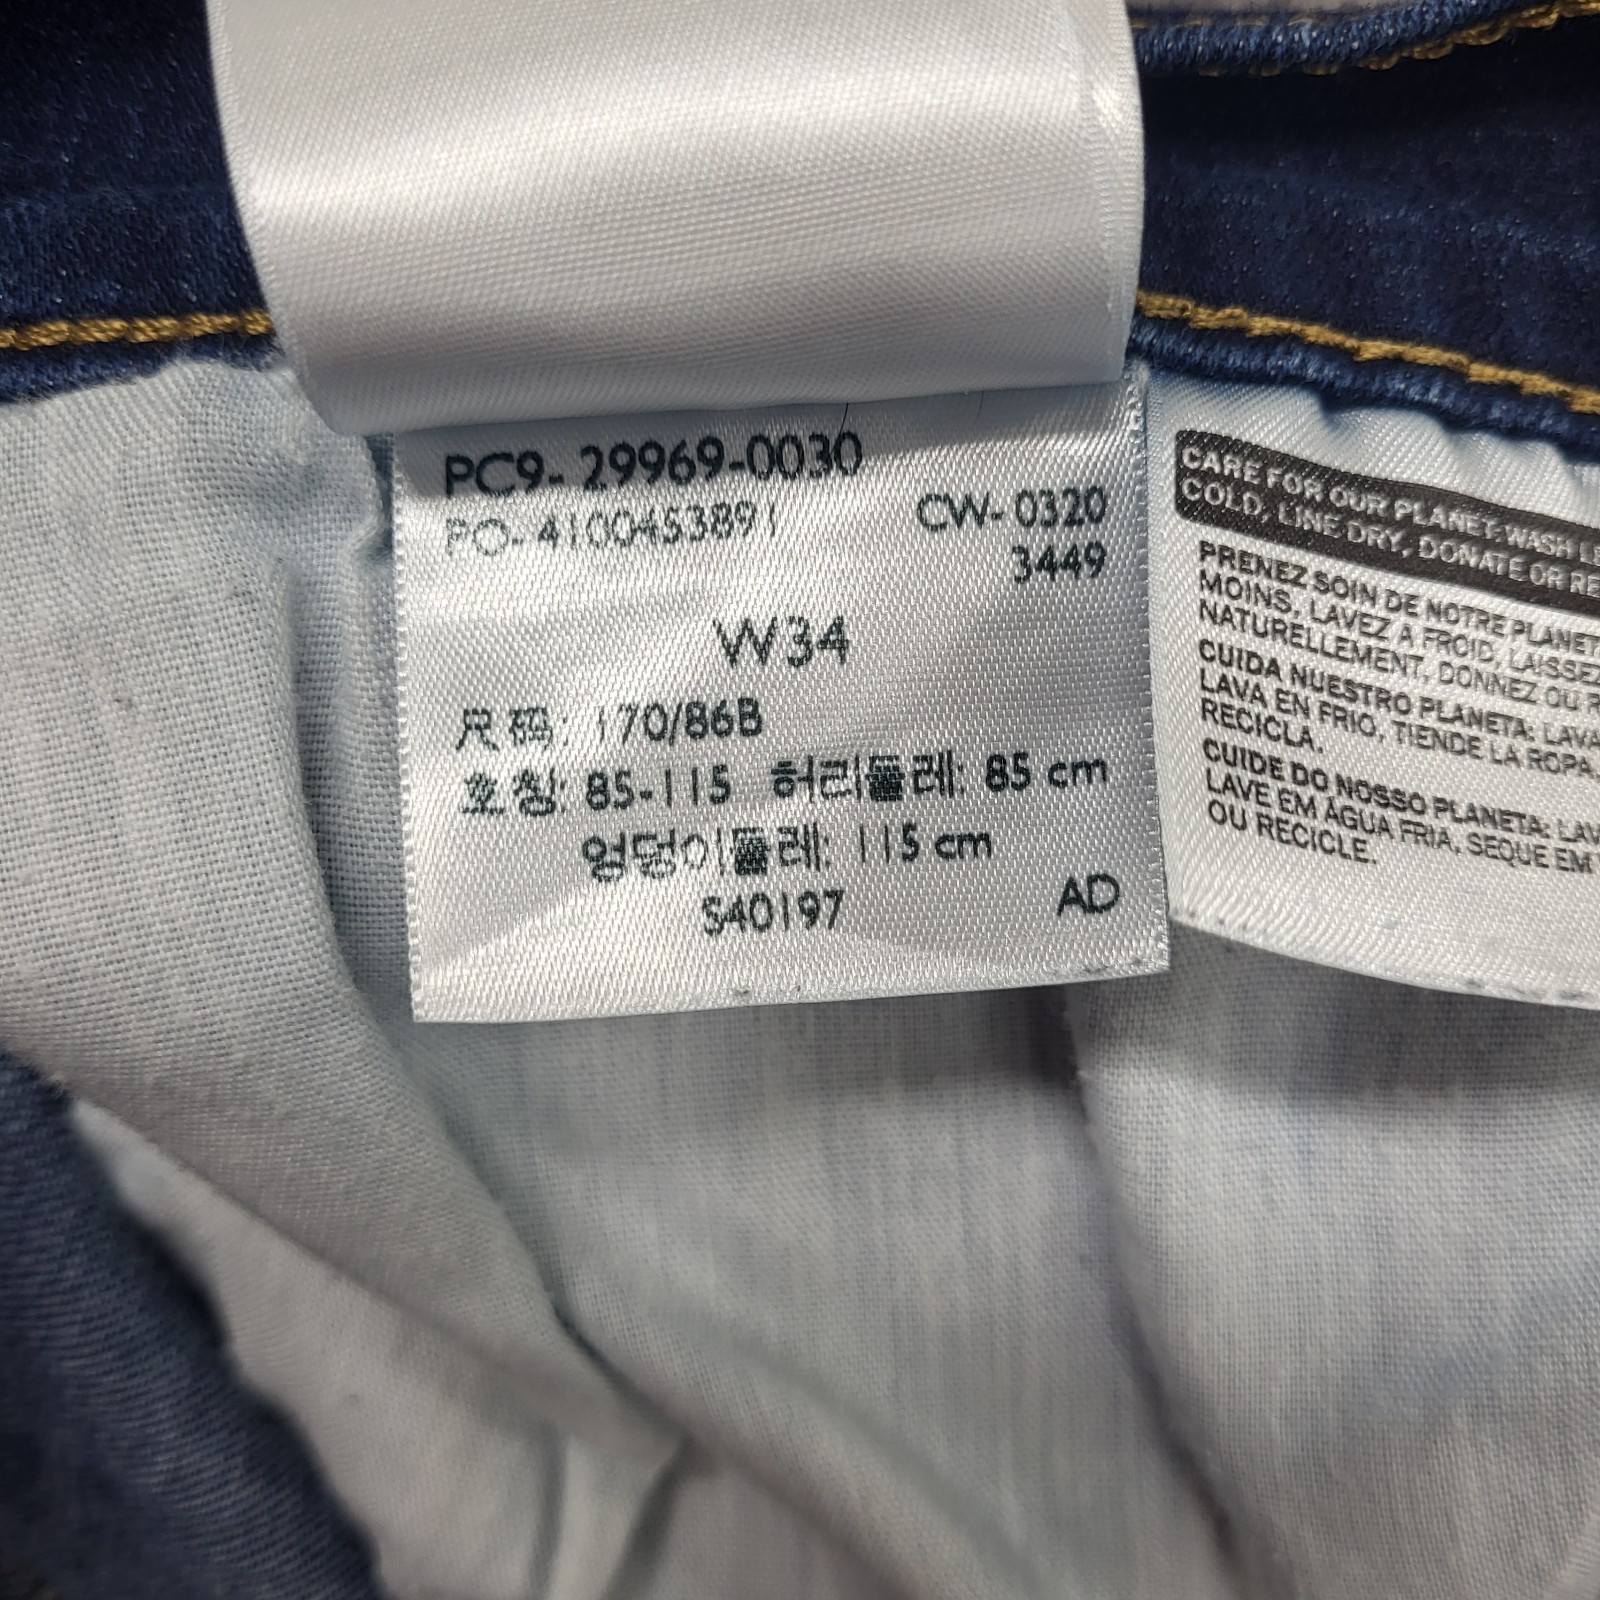 PC9- 29969-0030
PO- 4100453891
CW- 0320
3449
W34
尺码: 170/86B
호칭: 85-115 허리둘레: 85 cm
엉덩이둘레: 115 cm
S40197 AD
CARE FOR OUR PLANET: WASH
COLD, LINE DRY, DONATE OR
PRENEZ SOIN DE NOTRE
MOINS, LAVEZ À FROID,
NATURELLEMENT, DONNEZ OU
CUIDA NUESTRO PLANETA:
LAVA EN FRIO, TIENDE LA ROPA,
RECICLA.
CUIDE DO NOSSO PLANETA:
LAVE EM ÁGUA FRIA, SEQUE EM
OU RECICLE.